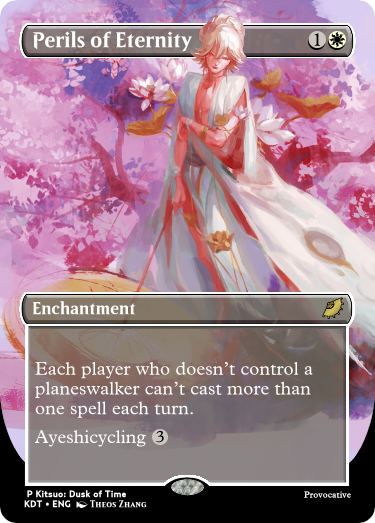 Perils of Eternity 1
Enchantment
Each player who doesn't control a
planeswalker can't cast more than
one spell each turn.
Ayeshicycling 3
P Kitsuo: Dusk of Time
KDT • ENG Theos Zhang
Provocative